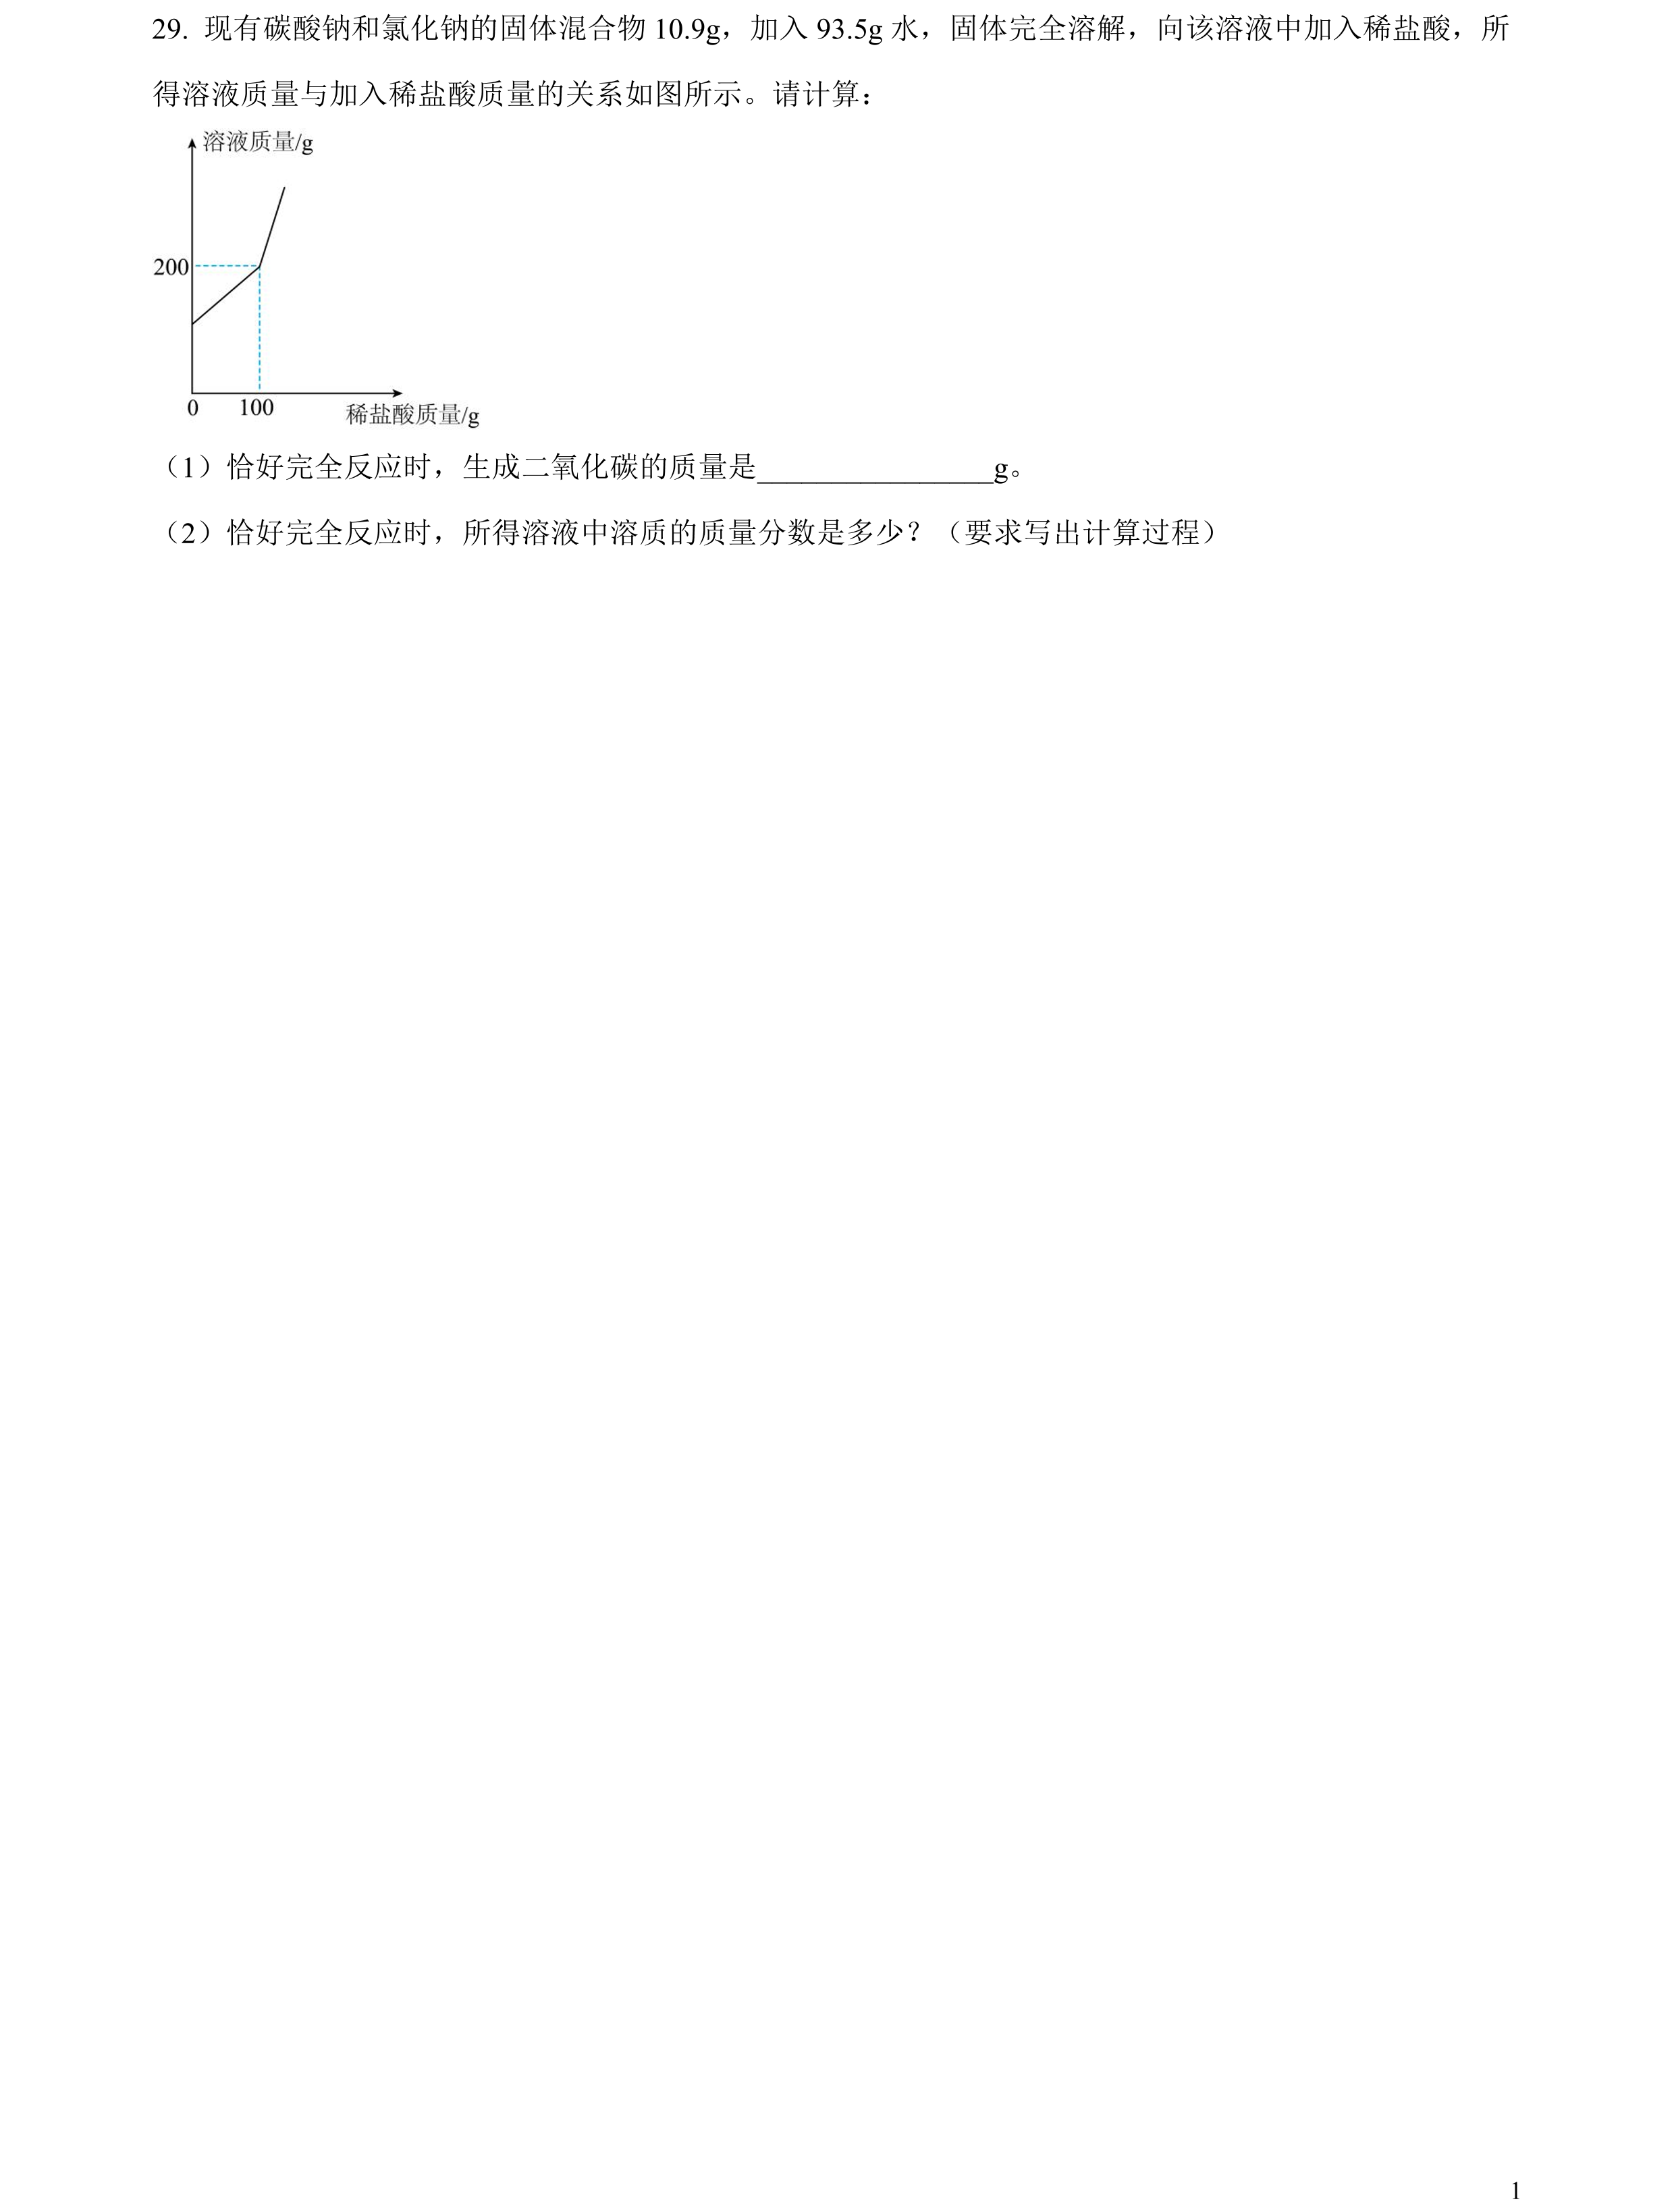 29. 现有碳酸钠和氯化钠的固体混合物 10.9g，加入 93.5g 水，固体完全溶解，向该溶液中加入稀盐酸，所
得溶液质量与加入稀盐酸质量的关系如图所示。请计算：
溶液质量/g
200
0
100
稀盐酸质量/g
（1）恰好完全反应时，生成二氧化碳的质量是________________g。
（2）恰好完全反应时，所得溶液中溶质的质量分数是多少？（要求写出计算过程）
1